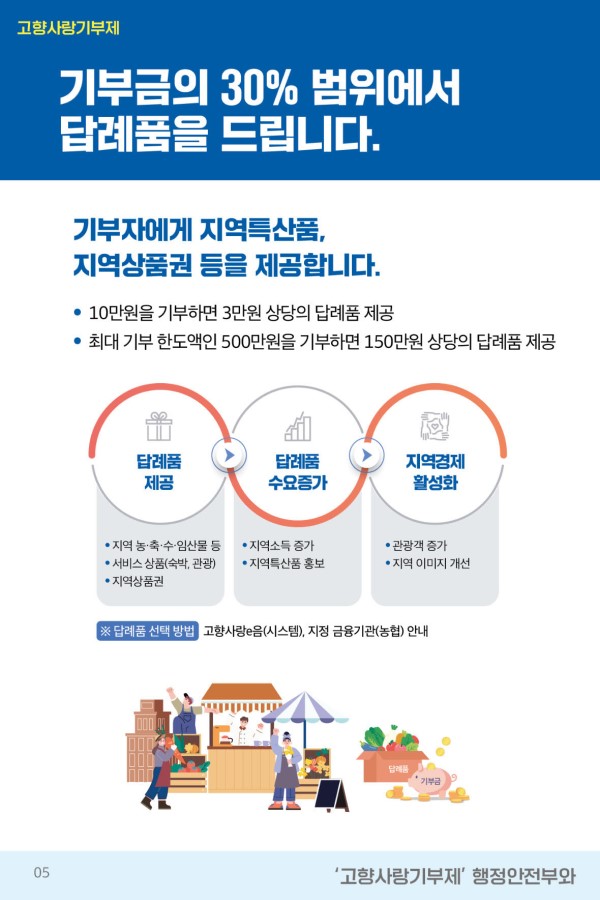 고향사랑기부제
기부금의 30% 범위에서
답례품을 드립니다.
기부자에게 지역특산품,
지역상품권 등을 제공합니다.
• 10만원을 기부하면 3만원 상당의 답례품 제공
• 최대 기부 한도액인 500만원을 기부하면 150만원 상당의 답례품 제공
답례품
제공
• 지역 농·축·수·임산물 등
• 서비스 상품(숙박, 관광)
• 지역상품권
답례품
수요증가
• 지역소득 증가
• 지역특산품 홍보
지역경제
활성화
• 관광객 증가
• 지역 이미지 개선
※ 답례품 선택 방법 고향사랑e음(시스템), 지정 금융기관(농협) 안내
답례품
기부금
05
‘고향사랑기부제’ 행정안전부와